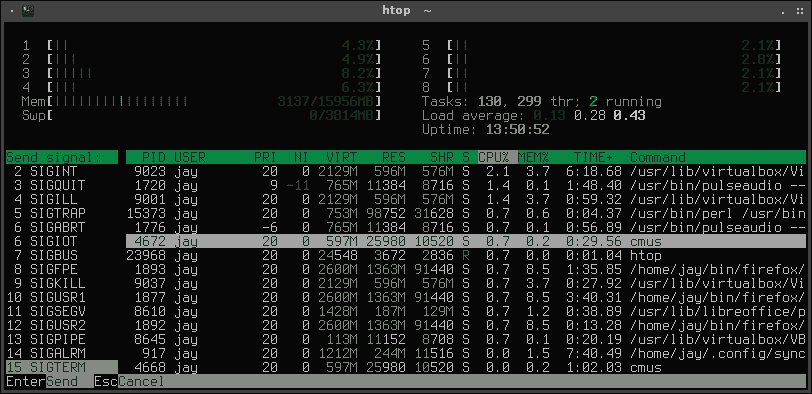 htop ~
1 [|| 4.3%] 5 [|| 2.1%]
2 [||| 4.9%] 6 [|| 2.8%]
3 [||||| 8.2%] 7 [|| 2.1%]
4 [||| 6.3%] 8 [|| 2.1%]
Mem[||||||||||||||||| 3137/15956MB] Tasks: 130, 299 thr; 2 running
Swp[ 0/3814MB] Load average: 0.13 0.28 0.43
Uptime: 13:50:52
Send signal: PID USER PRI NI VIRT RES SHR S CPU% MEM% TIME+ Command
2 SIGINT 9023 jay 20 0 2129M 596M 576M S 2.1 3.7 6:18.68 /usr/lib/virtualbox/Vi
3 SIGQUIT 1720 jay 9 -11 765M 11384 8716 S 1.4 0.1 1:48.40 /usr/bin/pulseaudio --
4 SIGILL 9001 jay 20 0 2129M 596M 576M S 1.4 3.7 0:59.32 /usr/lib/virtualbox/Vi
5 SIGTRAP 15373 jay 20 0 753M 98752 31628 S 0.7 0.6 0:04.37 /usr/bin/perl /usr/bin
6 SIGABRT 1776 jay -6 0 765M 11384 8716 S 0.7 0.1 0:56.89 /usr/bin/pulseaudio --
6 SIGIOT 4672 jay 20 0 597M 25980 10520 S 0.7 0.2 0:29.56 cmus
7 SIGBUS 23968 jay 20 0 24548 3672 2836 R 0.7 0.0 0:01.04 htop
8 SIGFPE 1893 jay 20 0 2600M 1363M 91440 S 0.7 8.5 1:35.85 /home/jay/bin/firefox/
9 SIGKILL 9037 jay 20 0 2129M 596M 576M S 0.7 3.7 0:27.92 /usr/lib/virtualbox/Vi
10 SIGUSR1 1877 jay 20 0 2600M 1363M 91440 S 0.7 8.5 3:40.31 /home/jay/bin/firefox/
11 SIGSEGV 8610 jay 20 0 1428M 187M 129M S 0.7 1.2 0:38.89 /usr/lib/libreoffice/p
12 SIGUSR2 1892 jay 20 0 2600M 1363M 91440 S 0.7 8.5 0:13.28 /home/jay/bin/firefox/
13 SIGPIPE 8645 jay 20 0 113M 11152 8708 S 0.7 0.1 0:20.19 /usr/lib/virtualbox/VB
14 SIGALRM 917 jay 20 0 1212M 244M 11516 S 0.0 1.5 7:40.49 /home/jay/.config/sync
15 SIGTERM 4668 jay 20 0 597M 25980 10520 S 0.0 0.2 1:02.03 cmus
EnterSend EscCancel